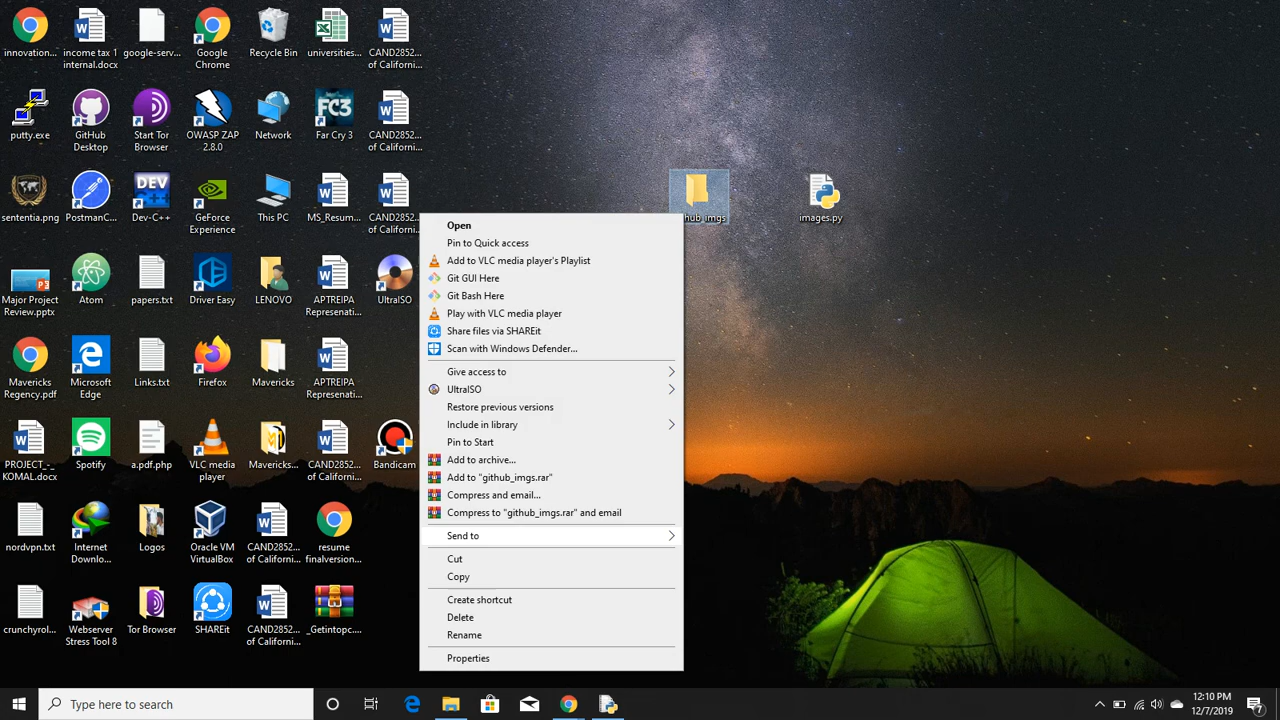 innovation...
income tax 1
internal.docx
google-serv...
Google
Chrome
Recycle Bin
universities...
CAND2852...
of Californi...
putty.exe
GitHub
Desktop
Start Tor
Browser
OWASP ZAP
2.8.0
Network
FC3
Far Cry 3
CAND2852...
of Californi...
sententia.png
PostmanC...
DEV
C++
Dev-C++
GeForce
Experience
This PC
MS_Resum...
CAND2852...
of Californi...
hub_imgs
images.py
Major Project
Review.pptx
Atom
papers.txt
Driver Easy
LENOVO
APTREIPA
Represenati...
UltraISO
Mavericks
Regency.pdf
Microsoft
Edge
Links.txt
Firefox
Mavericks
APTREIPA
Represenati...
PROJECT_-_
KOMAL.docx
Spotify
a.pdf.php
VLC media
player
Mavericks...
CAND2852...
of Californi...
Bandicam
nordvpn.txt
Internet
Downlo...
Logos
Oracle VM
VirtualBox
CAND2852...
of Californi...
resume
finalversion...
crunchyrol...
Webserver
Stress Tool 8
Tor Browser
SHAREit
CAND2852...
of Californi...
_Getintopc....
Open
Pin to Quick access
Add to VLC media player's Playlist
Git GUI Here
Git Bash Here
Play with VLC media player
Share files via SHAREit
Scan with Windows Defender...
Give access to
UltraISO
Restore previous versions
Include in library
Pin to Start
Add to archive...
Add to "github_imgs.rar"
Compress and email...
Compress to "github_imgs.rar" and email
Send to
Cut
Copy
Create shortcut
Delete
Rename
Properties
Type here to search
12:10 PM
12/7/2019
7